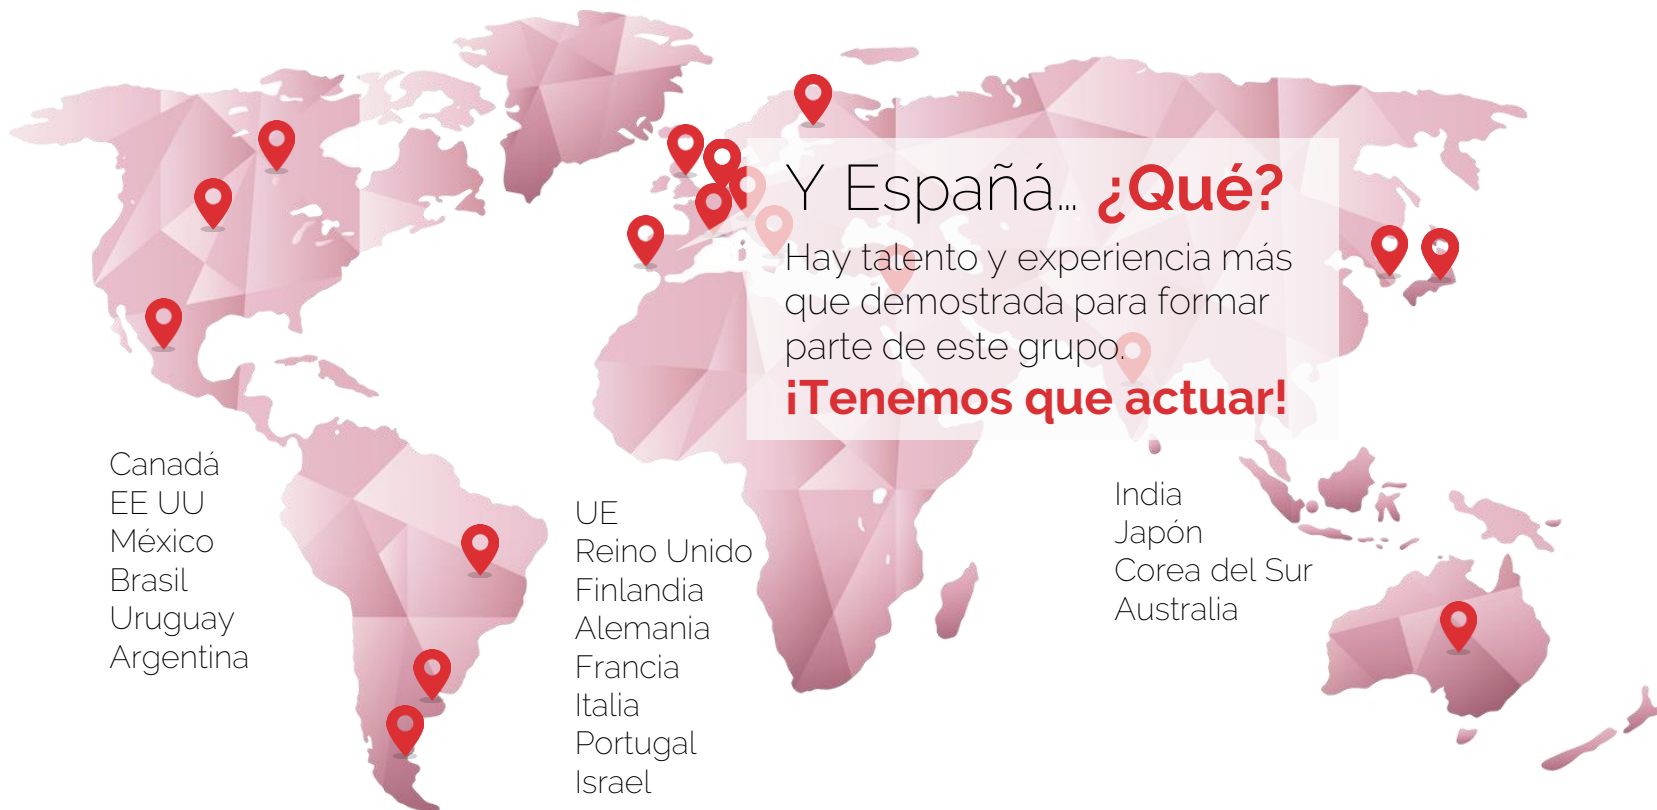 Y Españá... ¿Qué?
Hay talento y experiencia más
que demostrada para formar
parte de este grupo.
¡Tenemos que actuar!
Canadá
EE UU
México
Brasil
Uruguay
Argentina
UE
Reino Unido
Finlandia
Alemania
Francia
Italia
Portugal
Israel
India
Japón
Corea del Sur
Australia